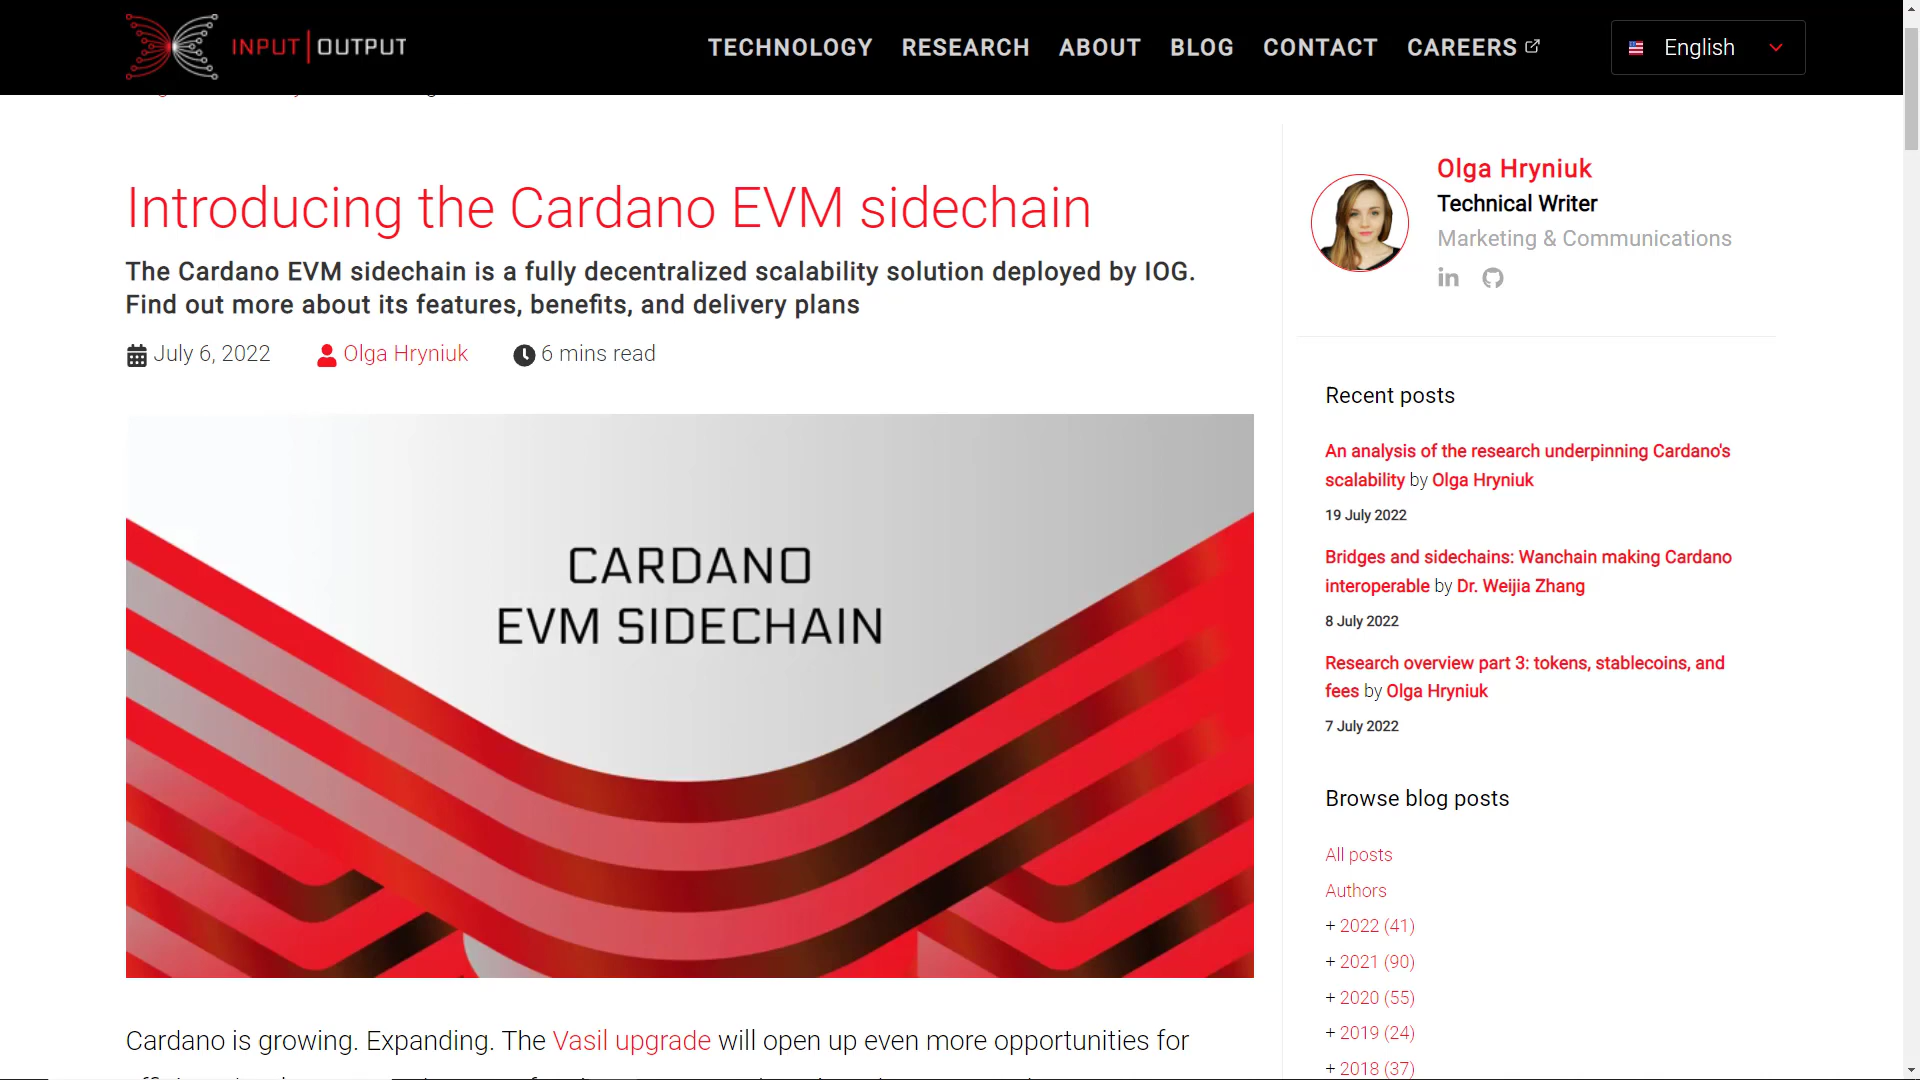 INPUT|OUTPUT
TECHNOLOGY
RESEARCH
ABOUT
BLOG
CONTACT
CAREERS
English
Introducing the Cardano EVM sidechain
The Cardano EVM sidechain is a fully decentralized scalability solution deployed by IOG.
Find out more about its features, benefits, and delivery plans
July 6, 2022
Olga Hryniuk
6 mins read
CARDANO
EVM SIDECHAIN
Cardano is growing. Expanding. The Vasil upgrade will open up even more opportunities for
Olga Hryniuk
Technical Writer
Marketing & Communications
Recent posts
An analysis of the research underpinning Cardano's
scalability by Olga Hryniuk
19 July 2022
Bridges and sidechains: Wanchain making Cardano
interoperable by Dr. Weijia Zhang
8 July 2022
Research overview part 3: tokens, stablecoins, and
fees by Olga Hryniuk
7 July 2022
Browse blog posts
All posts
Authors
+ 2022 (41)
+ 2021 (90)
+ 2020 (55)
+ 2019 (24)
+ 2018 (37)